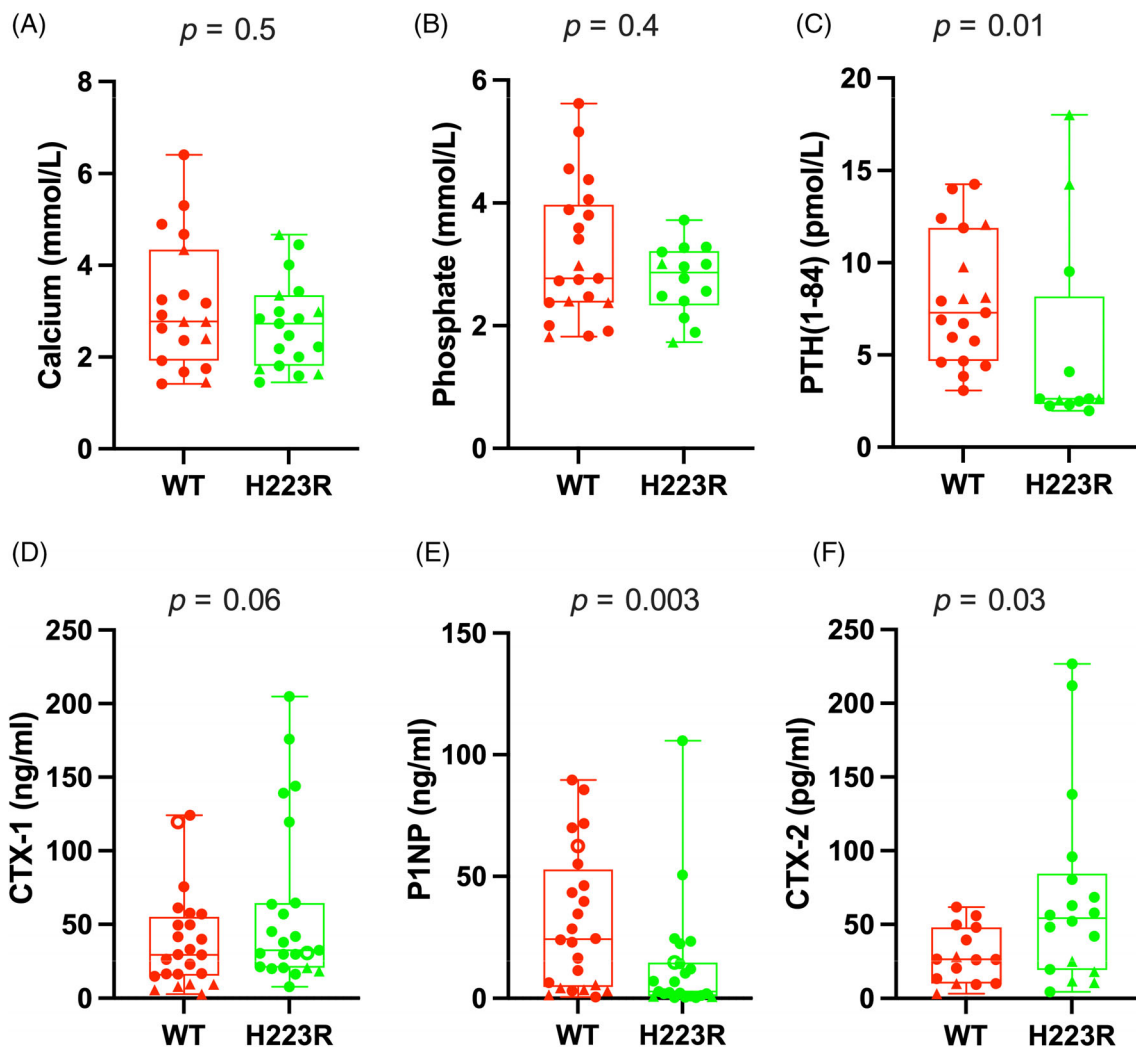 (A)
p = 0.5
Calcium (mmol/L)
8
6
4
2
0
WT
H223R
(B)
p = 0.4
Phosphate (mmol/L)
6
4
2
0
WT
H223R
(C)
p = 0.01
PTH(1-84) (pmol/L)
20
15
10
5
0
WT
H223R
(D)
p = 0.06
CTX-1 (ng/ml)
250
200
150
100
50
0
WT
H223R
(E)
p = 0.003
P1NP (ng/ml)
150
100
50
0
WT
H223R
(F)
p = 0.03
CTX-2 (pg/ml)
250
200
150
100
50
0
WT
H223R